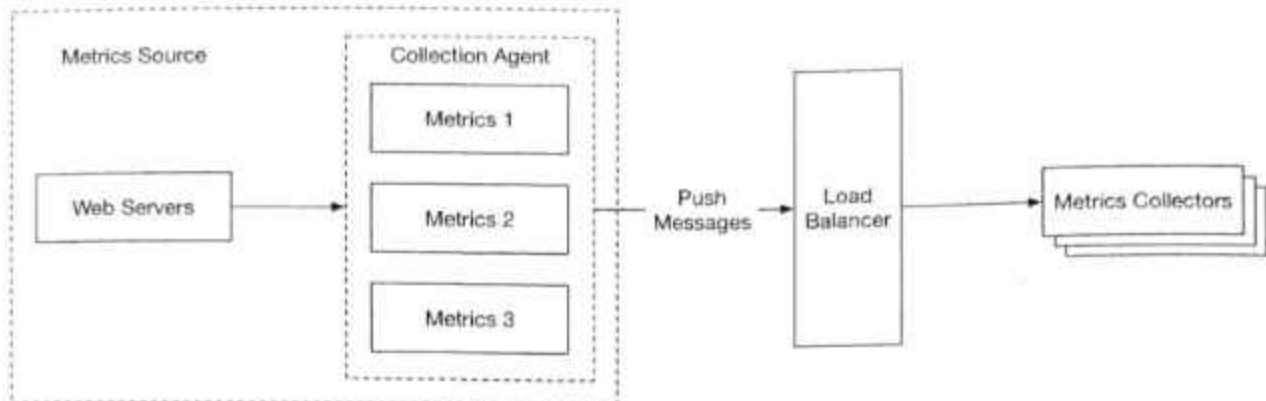 Metrics Source
Collection Agent
Metrics 1
Web Servers
Metrics 2
Metrics 3
Push
Messages
Load
Balancer
Metrics Collectors